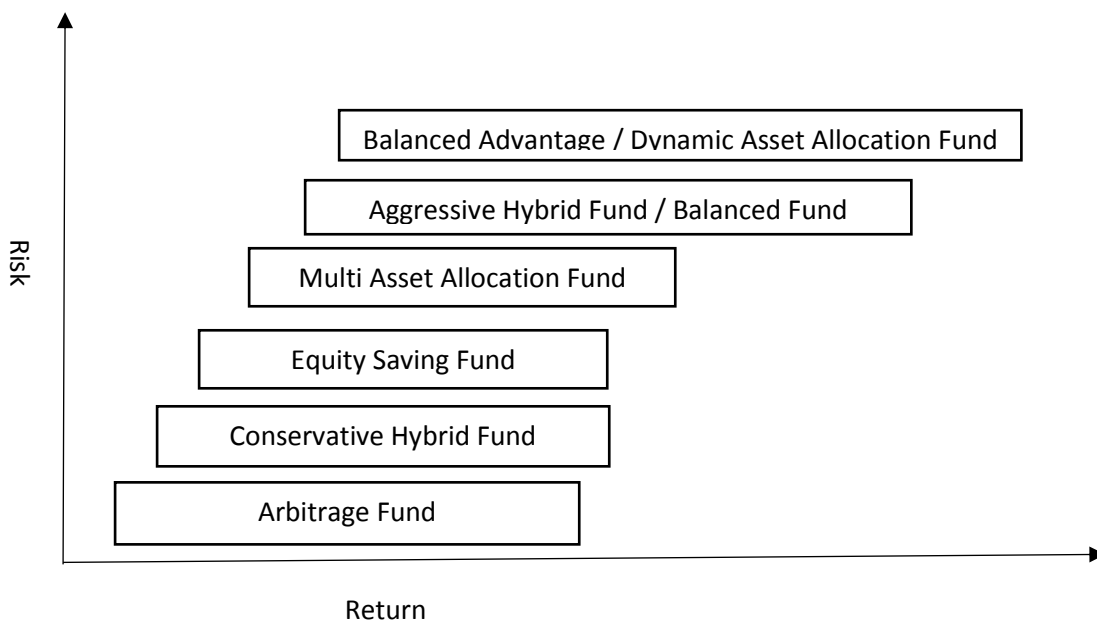 Balanced Advantage / Dynamic Asset Allocation Fund
Aggressive Hybrid Fund / Balanced Fund
Risk
Multi Asset Allocation Fund
Equity Saving Fund
Conservative Hybrid Fund
Arbitrage Fund
Return